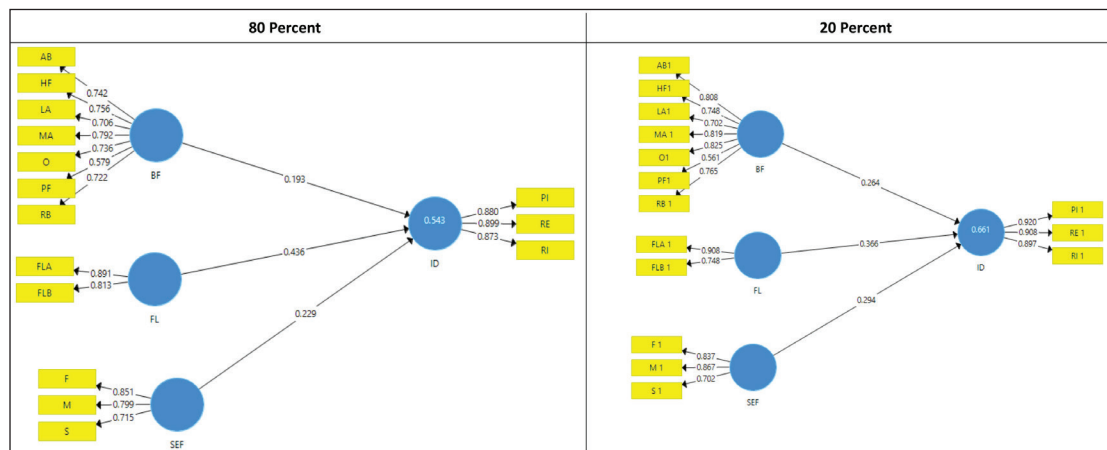 80 Percent
AB
HF
LA
MA
O
PF
RB
0.742
0.756
0.706
0.792
0.736
0.579
0.722
BF
0.193
FLA
FLB
0.891
0.813
FL
0.436
F
M
S
0.851
0.799
0.715
SEF
0.229
0.543
ID
0.880
0.899
0.873
PI
RE
RI
20 Percent
AB1
HF1
LA1
MA 1
O1
PF1
RB 1
0.808
0.748
0.702
0.819
0.825
0.561
0.765
BF
0.264
FLA 1
FLB 1
0.908
0.748
FL
0.366
F 1
M 1
S 1
0.837
0.867
0.702
SEF
0.294
0.661
ID
0.920
0.908
0.897
PI 1
RE 1
RI 1